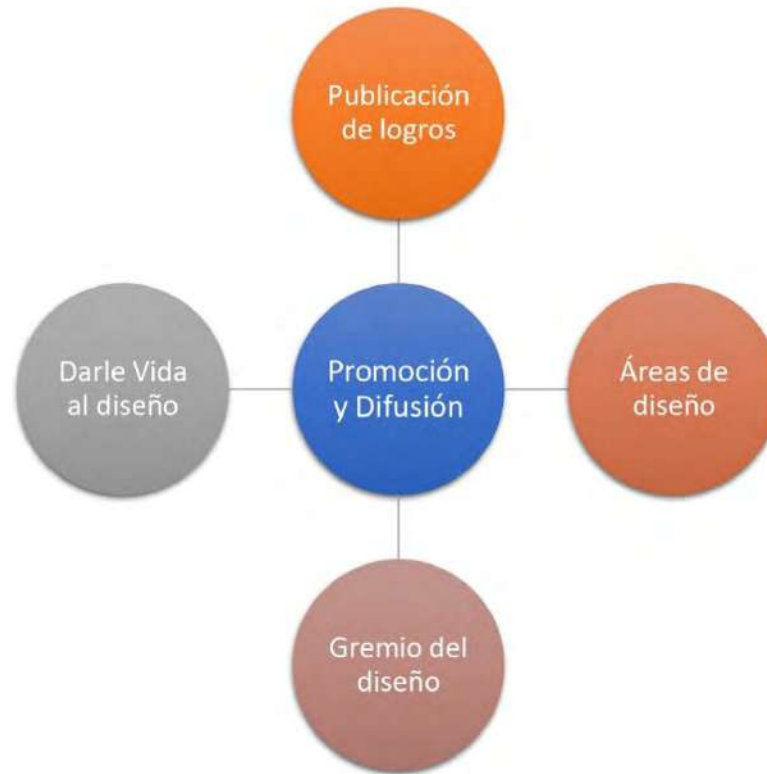 Publicación
de logros
Darle Vida
al diseño
Promoción
y Difusión
Áreas de
diseño
Gremio del
diseño